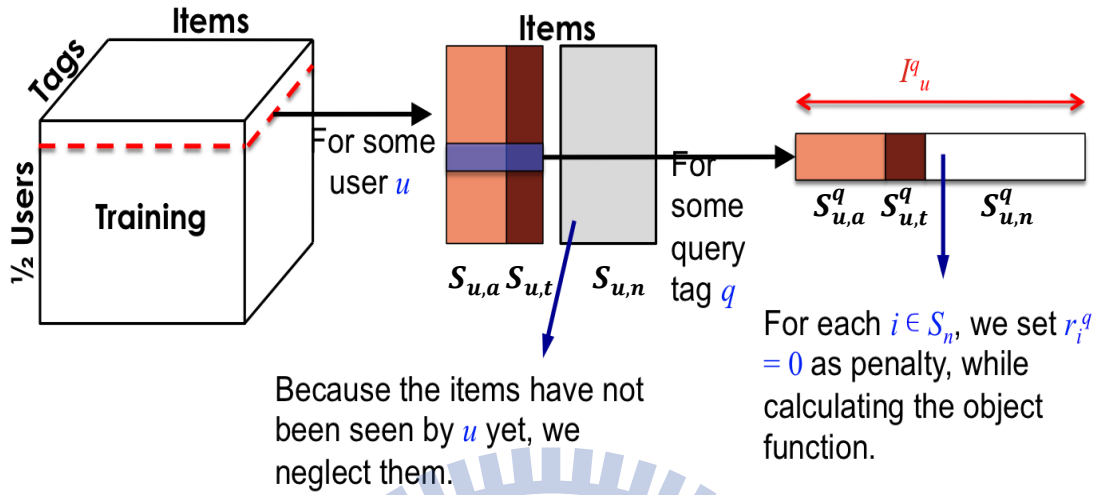 Items
Tags
½ Users
Training
For some
user u
Items
S_{u,a} S_{u,t} S_{u,n}
Because the items have not
been seen by u yet, we
neglect them.
For
some
query
tag q
I^q_u
S^q_{u,a} S^q_{u,t} S^q_{u,n}
For each i ∈ S_n, we set r_i^q
= 0 as penalty, while
calculating the object
function.